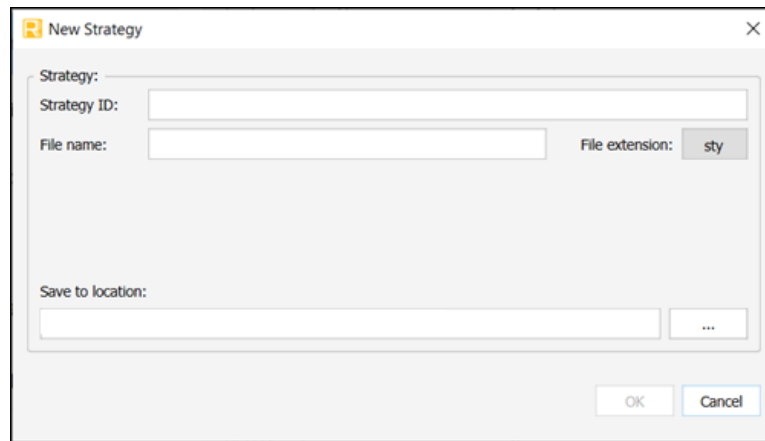 New Strategy
Strategy:
Strategy ID:
File name:
File extension: sty
Save to location:
...
OK Cancel